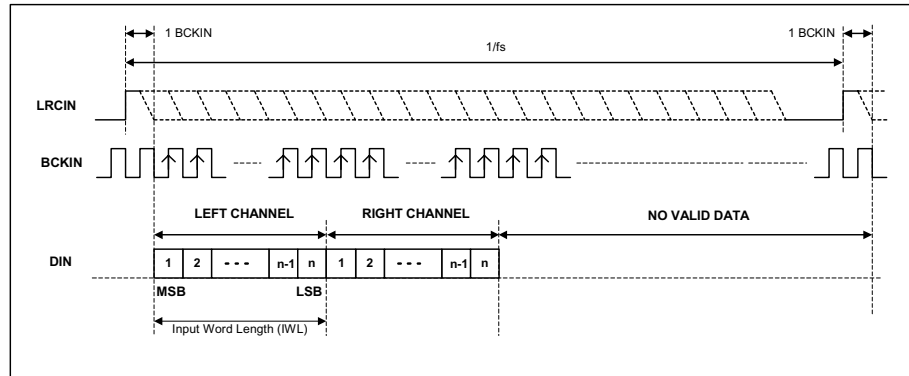 1 BCKIN
1 BCKIN
1/fs
LRCIN
BCKIN
LEFT CHANNEL
RIGHT CHANNEL
NO VALID DATA
DIN
1 2 - - - n-1 n 1 2 - - - n-1 n
MSB
LSB
Input Word Length (IWL)